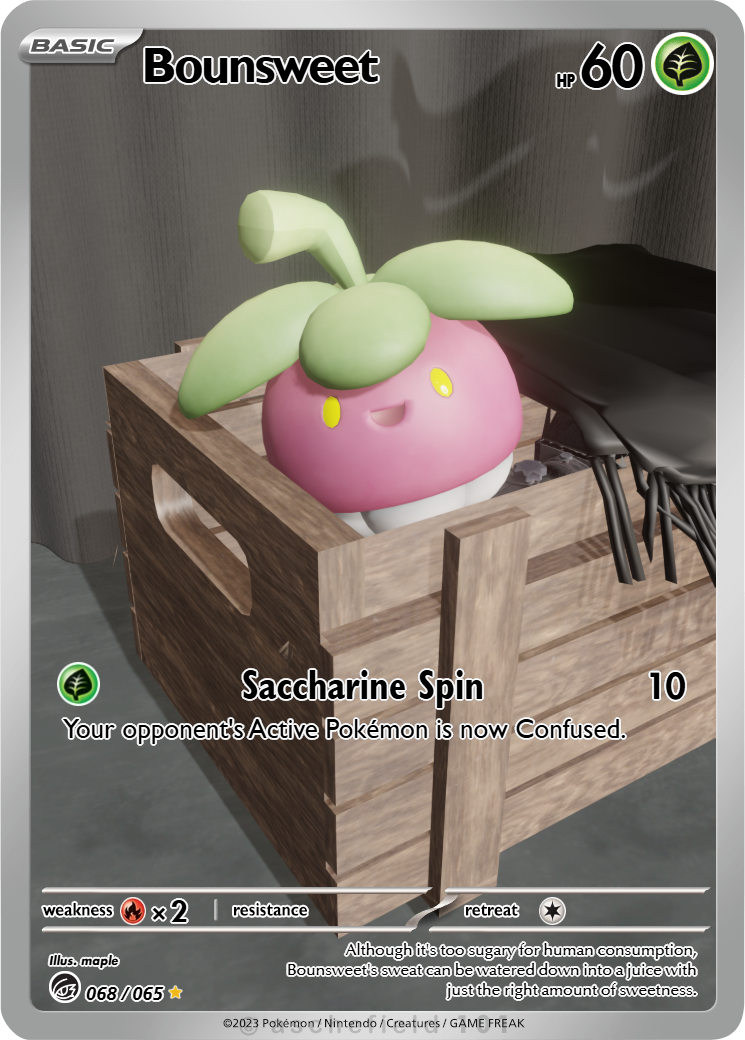 BASIC
Bounsweet
HP 60
Saccharine Spin 10
Your opponent's Active Pokémon is now Confused.
weakness ×2 resistance retreat
Illus. maple
Although it's too sugary for human consumption,
Bounsweet's sweat can be watered down into a juice with
just the right amount of sweetness.
068/065
©2023 Pokémon / Nintendo / Creatures / GAME FREAK